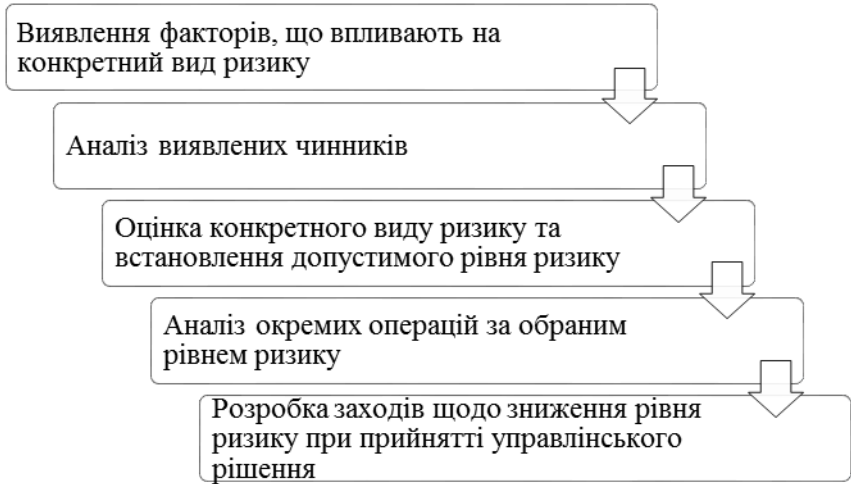 Виявлення факторів, що впливають на
конкретний вид ризику
Аналіз виявлених чинників
Оцінка конкретного виду ризику та
встановлення допустимого рівня ризику
Аналіз окремих операцій за обраним
рівнем ризику
Розробка заходів щодо зниження рівня
ризику при прийнятті управлінського
рішення